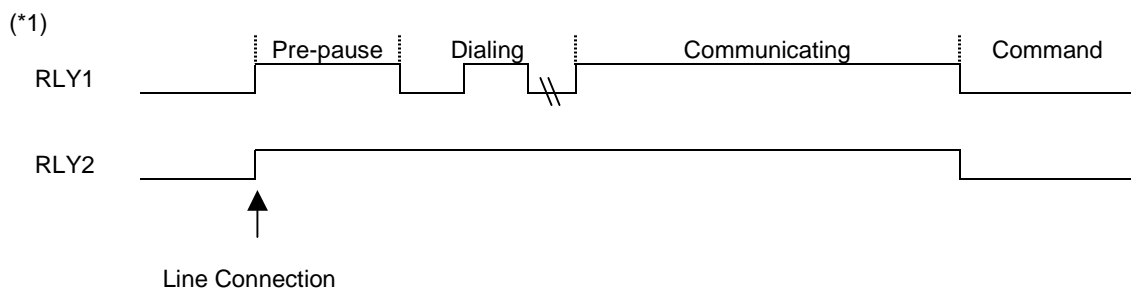 (*1)
Pre-pause Dialing Communicating Command
RLY1
RLY2
Line Connection